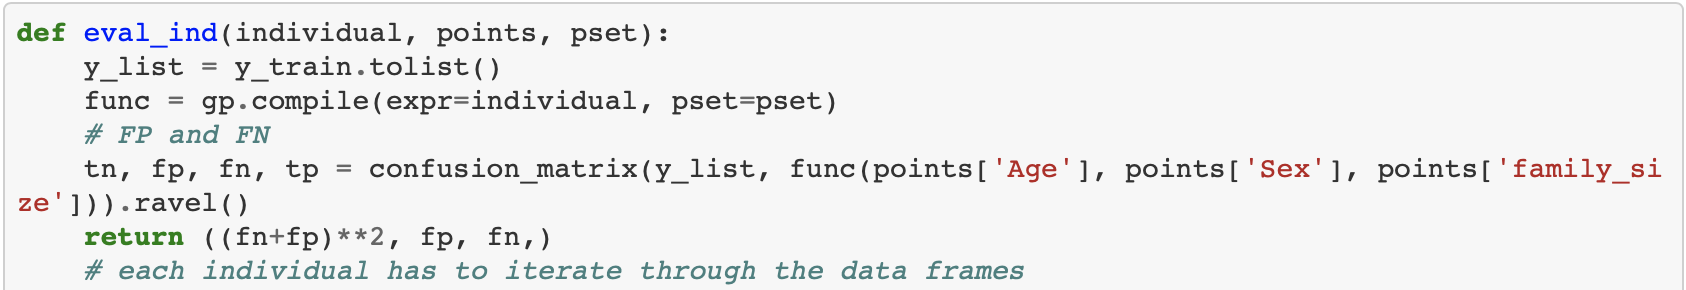 def eval_ind(individual, points, pset):
    y_list = y_train.tolist()
    func = gp.compile(expr=individual, pset=pset)
    # FP and FN
    tn, fp, fn, tp = confusion_matrix(y_list, func(points['Age'], points['Sex'], points['family_si
ze'])).ravel()
    return ((fn+fp)**2, fp, fn,)
    # each individual has to iterate through the data frames